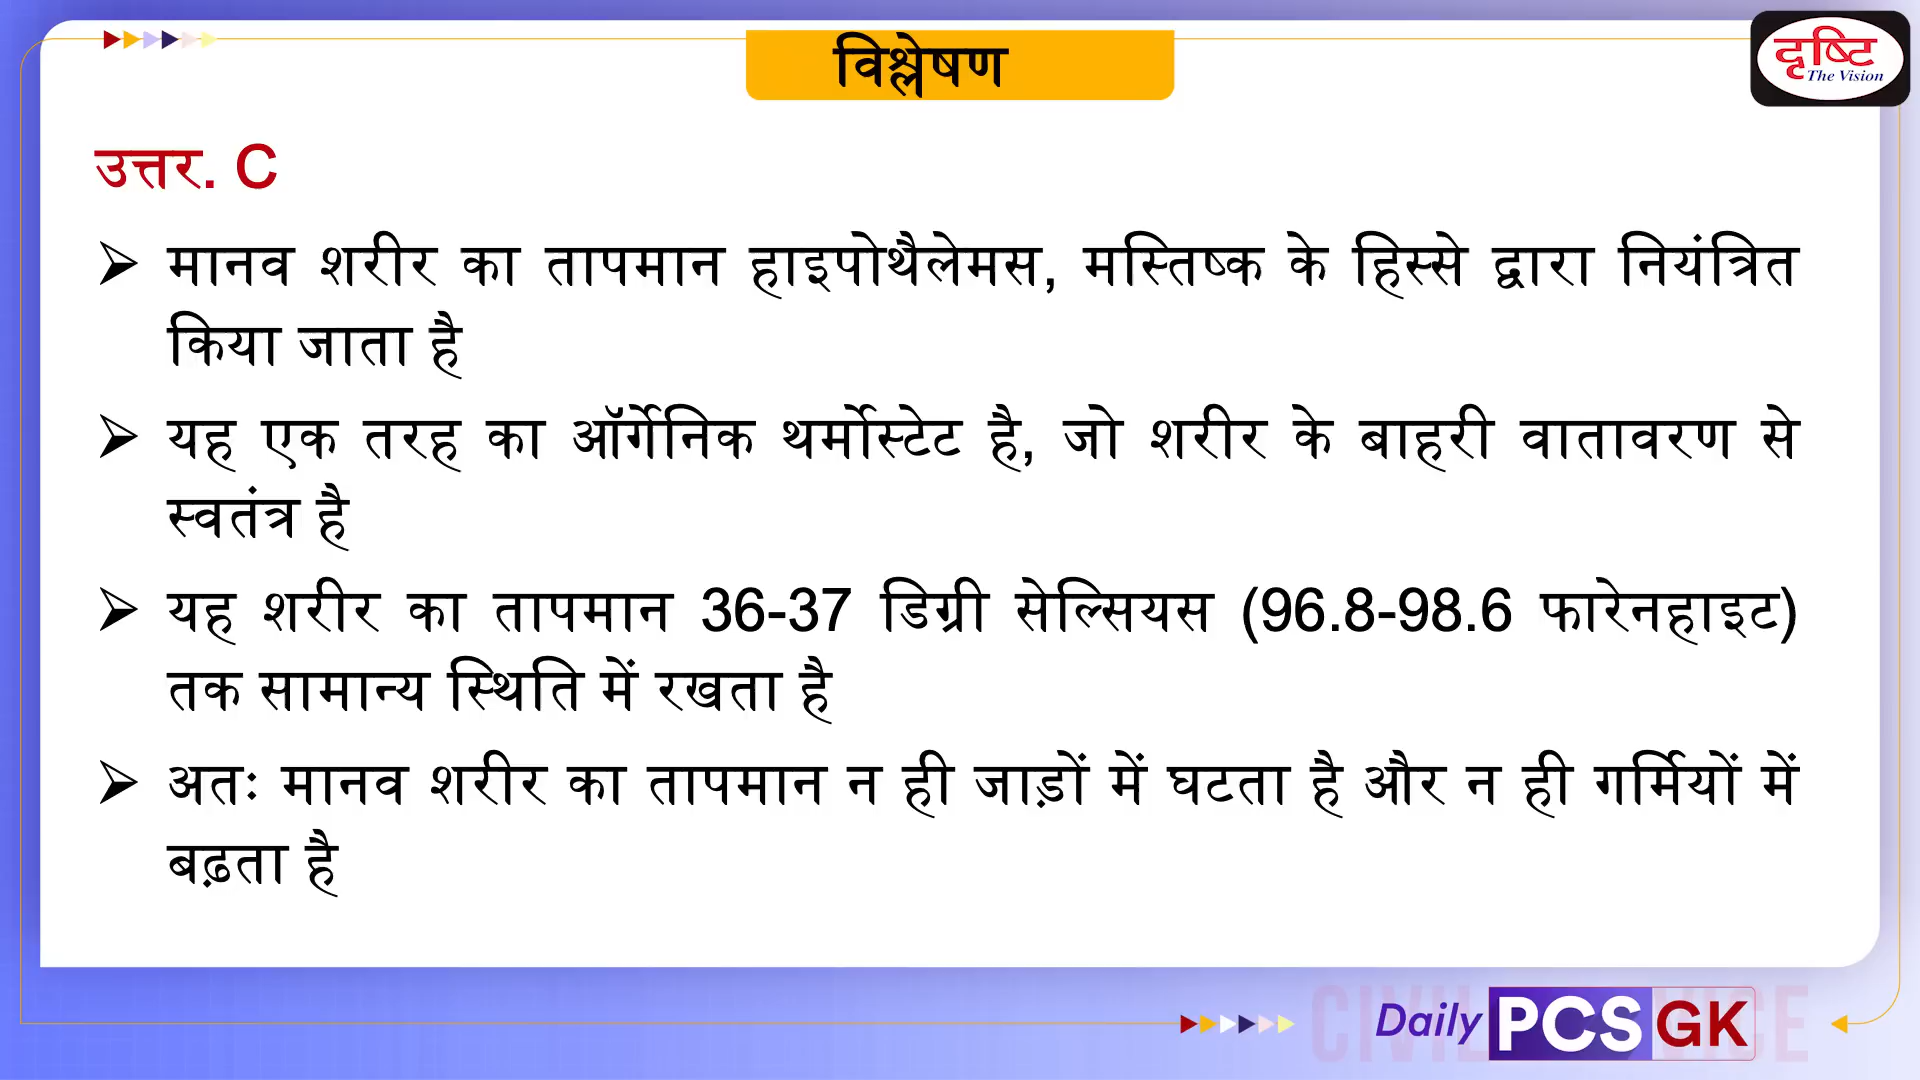 विश्लेषण
दृष्टि
The Vision
उत्तर. C
➢ मानव शरीर का तापमान हाइपोथैलेमस, मस्तिष्क के हिस्से द्वारा नियंत्रित
किया जाता है
➢ यह एक तरह का ऑर्गेनिक थर्मोस्टेट है, जो शरीर के बाहरी वातावरण से
स्वतंत्र है
➢ यह शरीर का तापमान 36-37 डिग्री सेल्सियस (96.8-98.6 फारेनहाइट)
तक सामान्य स्थिति में रखता है
➢ अतः मानव शरीर का तापमान न ही जाड़ों में घटता है और न ही गर्मियों में
बढ़ता है
Daily PCS GK